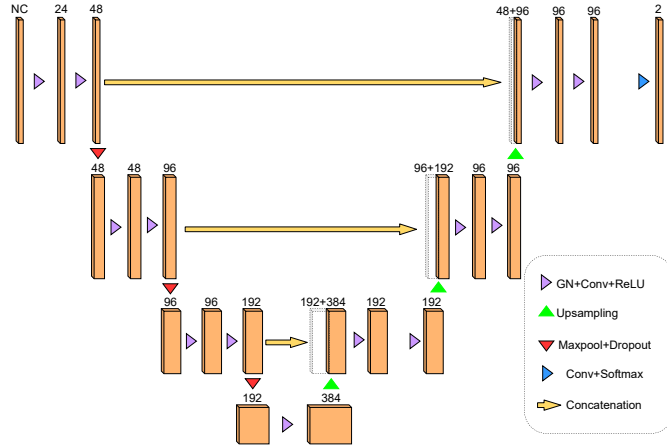 NC 24 48 48+96 96 96 2
48 48 96 96+192 96 96
96 96 192 192+384 192 192
192 384
GN+Conv+ReLU
Upsampling
Maxpool+Dropout
Conv+Softmax
Concatenation